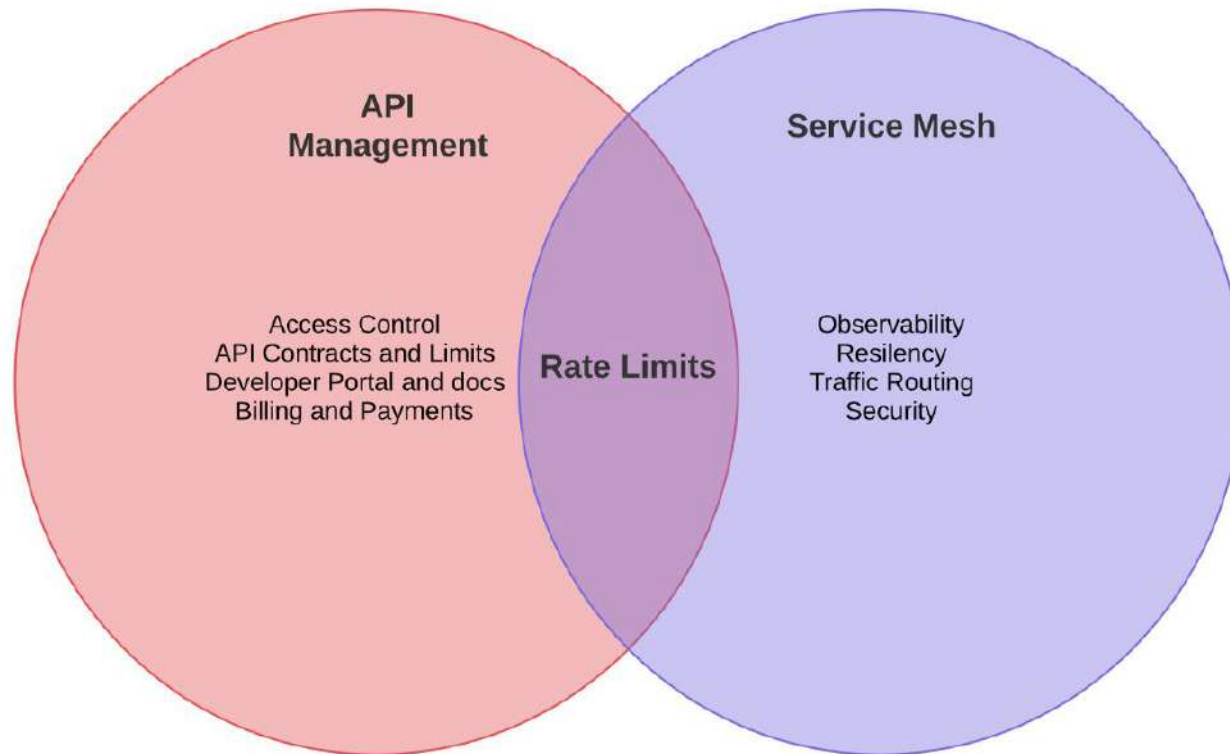 API
Management
Service Mesh
Access Control
API Contracts and Limits
Developer Portal and docs
Billing and Payments
Rate Limits
Observability
Resilency
Traffic Routing
Security